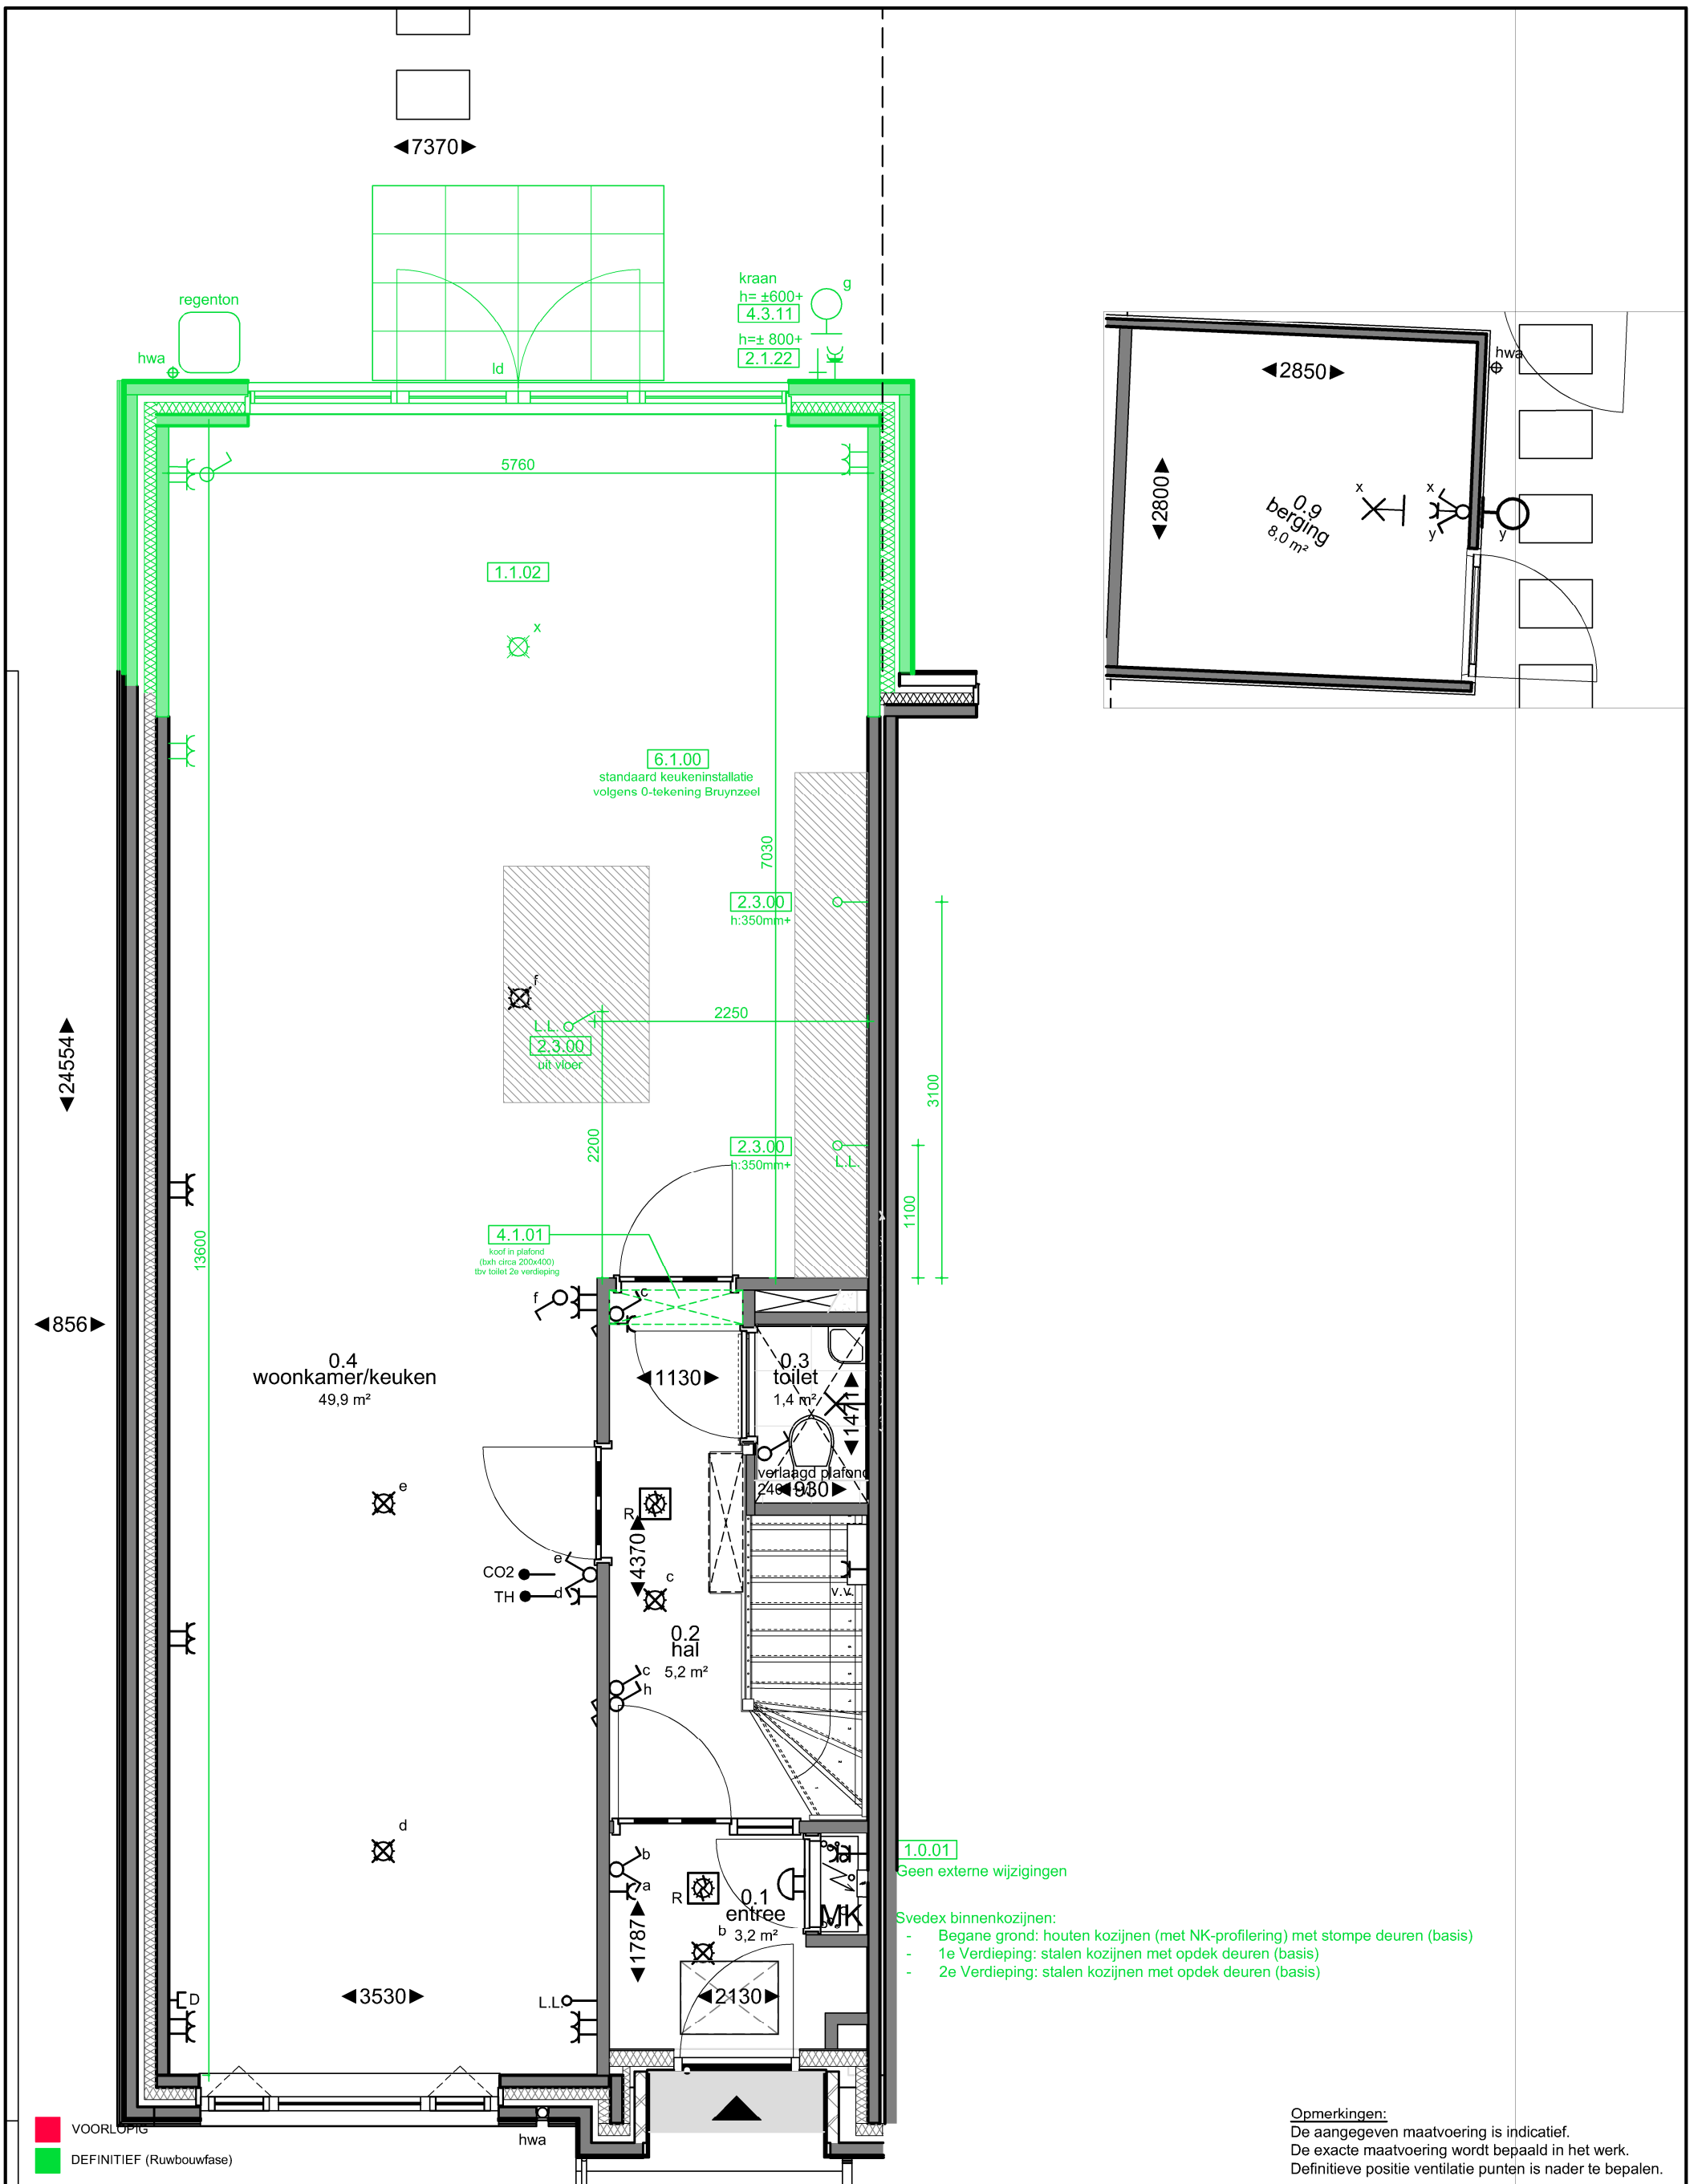 7370
kraan
g
h= ±600+
4.3.11
h=± 800+
2.1.22
regenton
hwa
ld
5760
1.1.02
x
hwa
2850
2800
0.9
berging
8,0 m²
x
x
y
y
6.1.00
standaard keukeninstallatie
volgens 0-tekening Bruynzeel
7030
2.3.00
h:350mm+
f
L.L.
2.3.00
uit vloer
2250
24554
3100
2200
2.3.00
h:350mm+
L.L.
1100
13600
4.1.01
koof in plafond
(bxh circa 200x400)
tbv toilet 2e verdieping
f
c
856
0.4
woonkamer/keuken
49,9 m²
1130
0.3
toilet
1,4 m²
1471
verlaagd plafond
930
e
R
4370
CO2
e
TH
d
c
v.v.
0.2
hal
5,2 m²
c
h
d
b
a
R
0.1
entree
3,2 m²
b
MK
1787
1.0.01
Geen externe wijzigingen
Svedex binnenkozijnen:
- Begane grond: houten kozijnen (met NK-profilering) met stompe deuren (basis)
- 1e Verdieping: stalen kozijnen met opdek deuren (basis)
- 2e Verdieping: stalen kozijnen met opdek deuren (basis)
D
3530
L.L.
2130
VOORLOPIG
DEFINITIEF (Ruwbouwfase)
hwa
Opmerkingen:
De aangegeven maatvoering is indicatief.
De exacte maatvoering wordt bepaald in het werk.
Definitieve positie ventilatie punten is nader te bepalen.